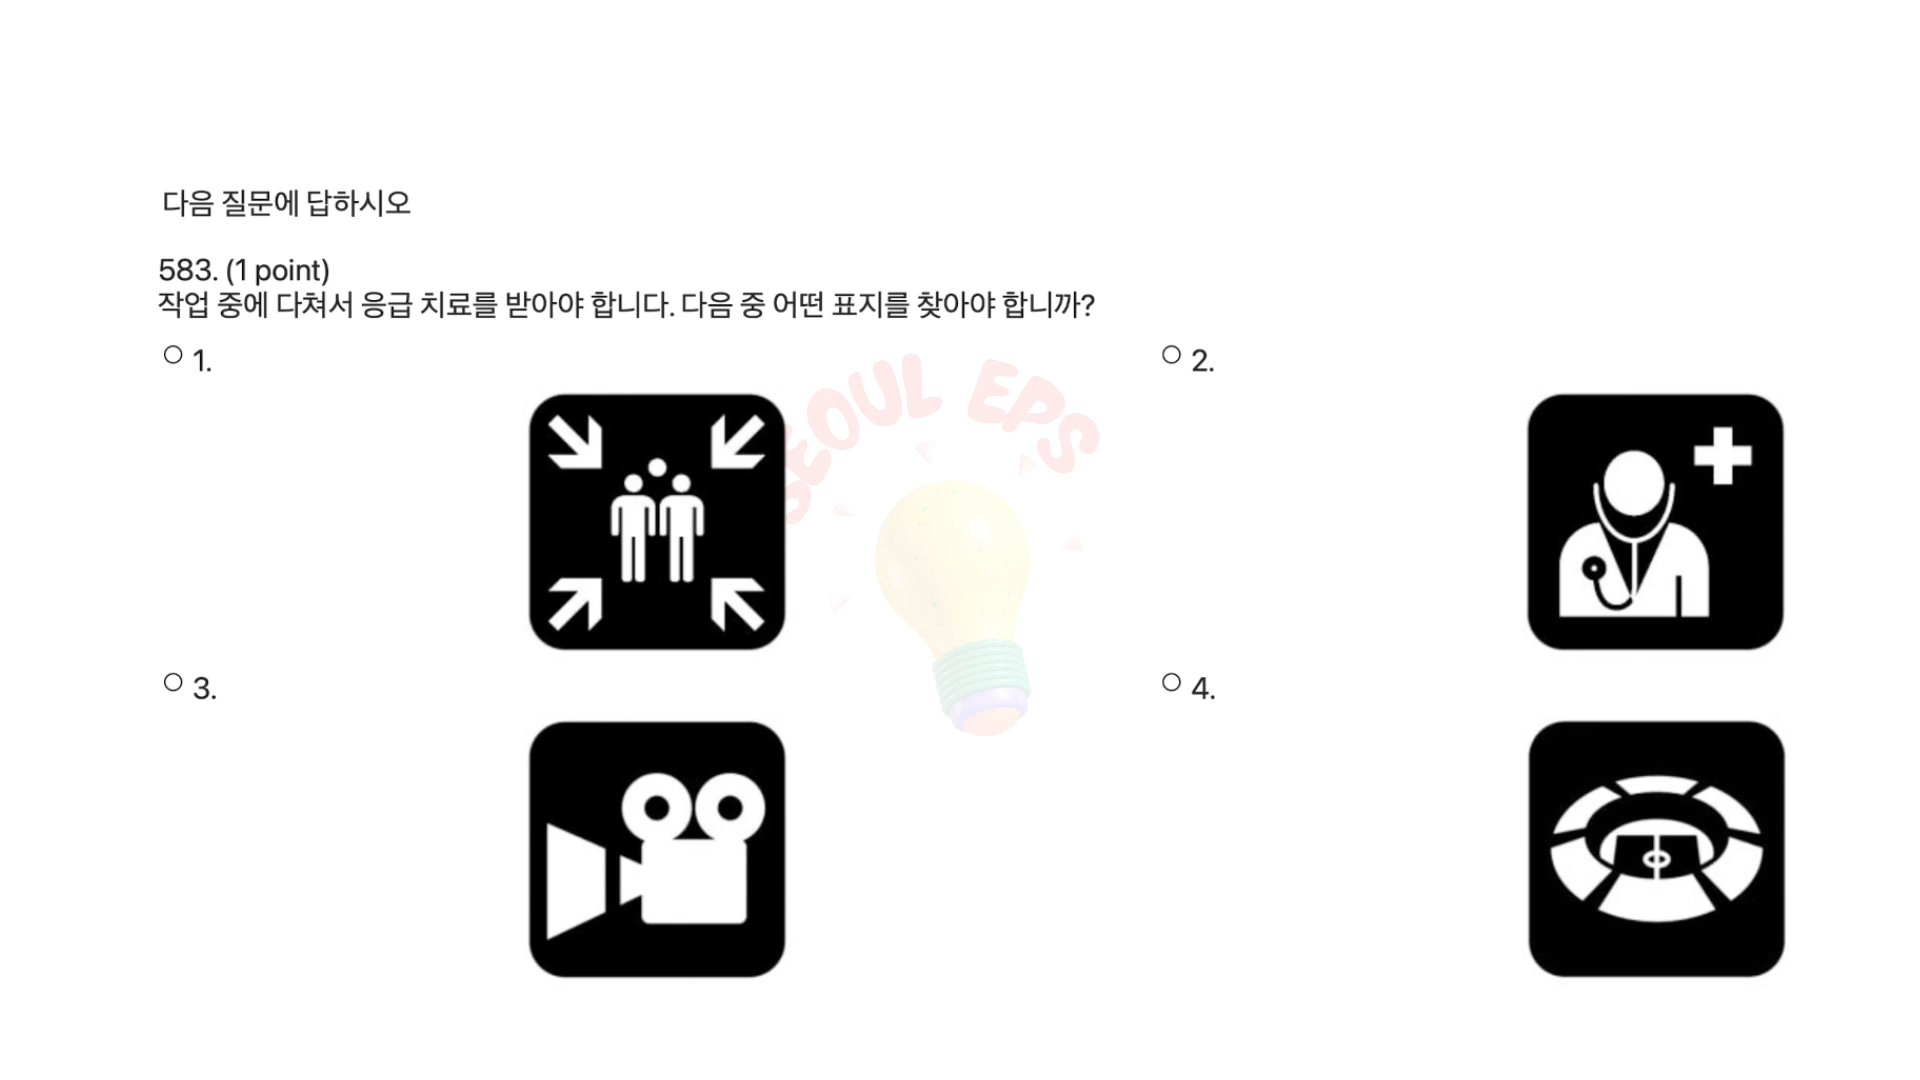 다음 질문에 답하시오
583. (1 point)
작업 중에 다쳐서 응급 치료를 받아야 합니다. 다음 중 어떤 표지를 찾아야 합니까?
1.
2.
SEOUL EPS
3.
4.